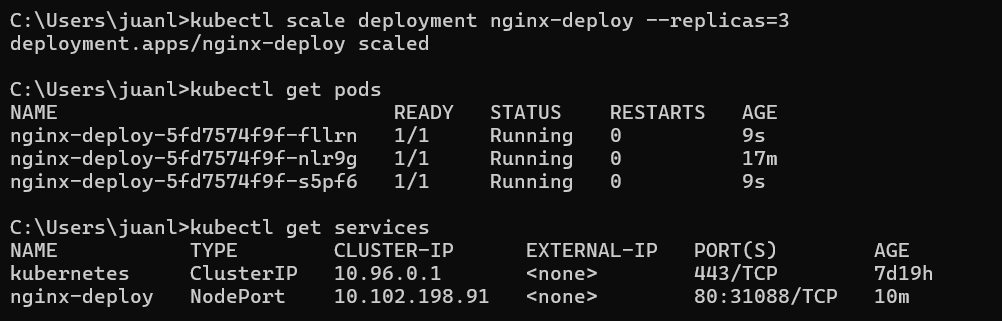 C:\Users\juanl>kubectl scale deployment nginx-deploy --replicas=3
deployment.apps/nginx-deploy scaled
C:\Users\juanl>kubectl get pods
NAME                            READY   STATUS    RESTARTS   AGE
nginx-deploy-5fd7574f9f-fllrn   1/1     Running   0          9s
nginx-deploy-5fd7574f9f-nlr9g   1/1     Running   0          17m
nginx-deploy-5fd7574f9f-s5pf6   1/1     Running   0          9s
C:\Users\juanl>kubectl get services
NAME           TYPE        CLUSTER-IP      EXTERNAL-IP   PORT(S)        AGE
kubernetes     ClusterIP   10.96.0.1       <none>        443/TCP        7d19h
nginx-deploy   NodePort    10.102.198.91   <none>        80:31088/TCP   10m